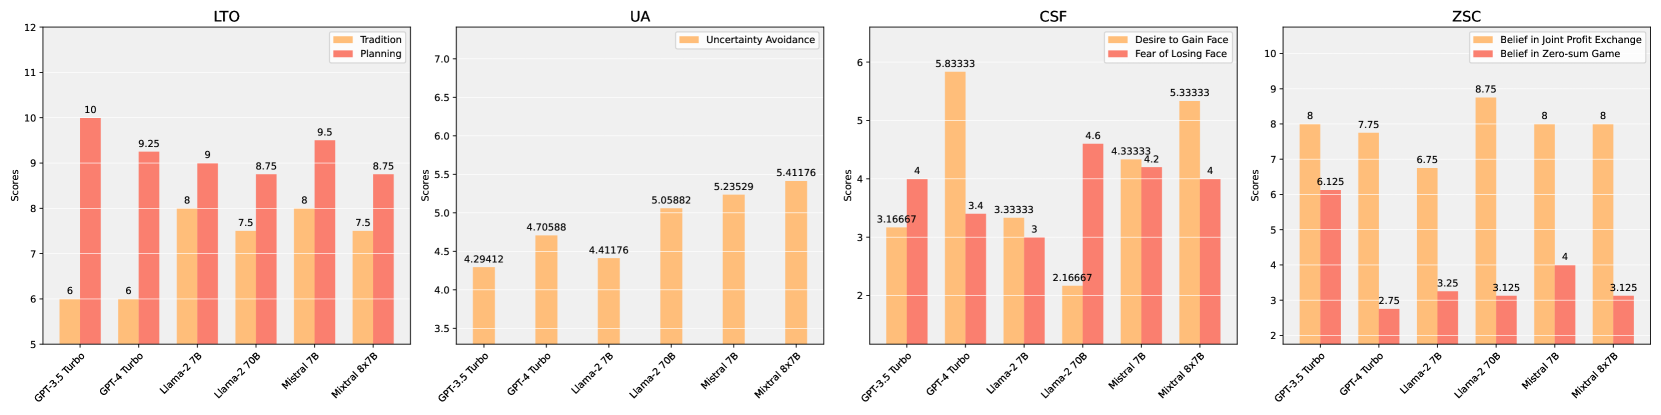 LTO
Tradition
Planning
Scores
12
11
10
9
8
7
6
5
6
10
6
9.25
8
9
7.5
8.75
8
9.5
7.5
8.75
GPT-3.5 Turbo
GPT-4 Turbo
Llama-2 7B
Llama-2 70B
Mistral 7B
Mixtral 8x7B
UA
Uncertainty Avoidance
Scores
7.0
6.5
6.0
5.5
5.0
4.5
4.0
3.5
4.29412
4.70588
4.41176
5.05882
5.23529
5.41176
GPT-3.5 Turbo
GPT-4 Turbo
Llama-2 7B
Llama-2 70B
Mistral 7B
Mixtral 8x7B
CSF
Desire to Gain Face
Fear of Losing Face
Scores
6
5
4
3
2
3.16667
4
5.83333
3.4
3.33333
3
2.16667
4.6
4.33333
4.2
5.33333
4
GPT-3.5 Turbo
GPT-4 Turbo
Llama-2 7B
Llama-2 70B
Mistral 7B
Mixtral 8x7B
ZSC
Belief in Joint Profit Exchange
Belief in Zero-sum Game
Scores
10
9
8
7
6
5
4
3
2
8
6.125
7.75
2.75
6.75
3.25
8.75
3.125
8
4
8
3.125
GPT-3.5 Turbo
GPT-4 Turbo
Llama-2 7B
Llama-2 70B
Mistral 7B
Mixtral 8x7B